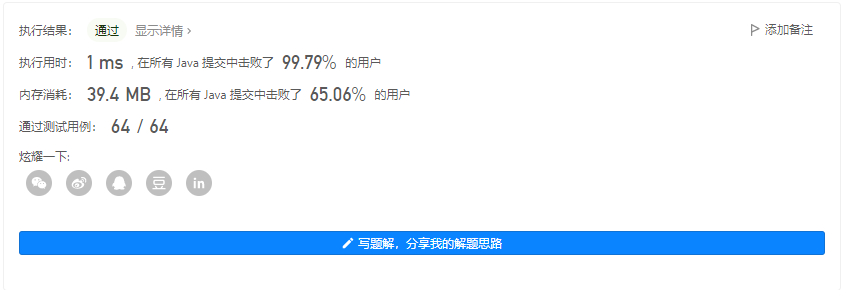 执行结果： 通过 显示详情 › 添加备注
执行用时： 1 ms , 在所有 Java 提交中击败了 99.79% 的用户
内存消耗： 39.4 MB , 在所有 Java 提交中击败了 65.06% 的用户
通过测试用例： 64 / 64
炫耀一下:
豆 in
写题解，分享我的解题思路